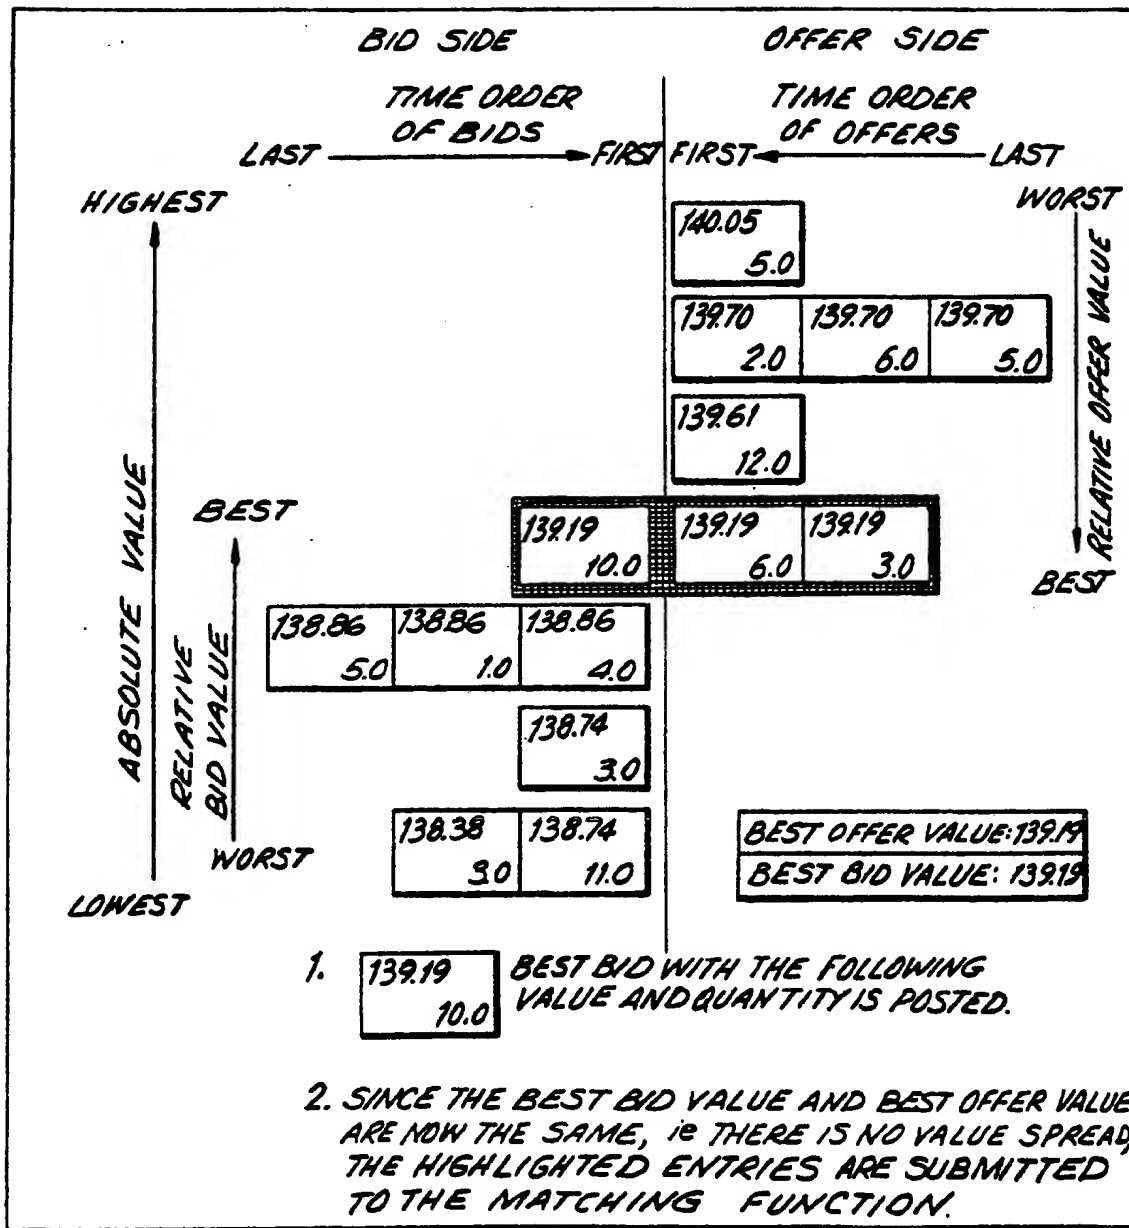 BID SIDE
OFFER SIDE
TIME ORDER
OF BIDS
TIME ORDER
OF OFFERS
LAST
FIRST
FIRST
LAST
HIGHEST
WORST
140.05
5.0
139.70
139.70
139.70
2.0
6.0
5.0
139.61
12.0
RELATIVE OFFER VALUE
BEST
139.19
139.19
139.19
10.0
6.0
3.0
BEST
ABSOLUTE VALUE
RELATIVE
BID VALUE
138.86
138.86
138.86
5.0
1.0
4.0
138.74
3.0
138.38
138.74
3.0
11.0
WORST
LOWEST
BEST OFFER VALUE: 139.19
BEST BID VALUE: 139.19
1. 139.19
10.0
BEST BID WITH THE FOLLOWING
VALUE AND QUANTITY IS POSTED.
2. SINCE THE BEST BID VALUE AND BEST OFFER VALUE
ARE NOW THE SAME, ie THERE IS NO VALUE SPREAD,
THE HIGHLIGHTED ENTRIES ARE SUBMITTED
TO THE MATCHING FUNCTION.